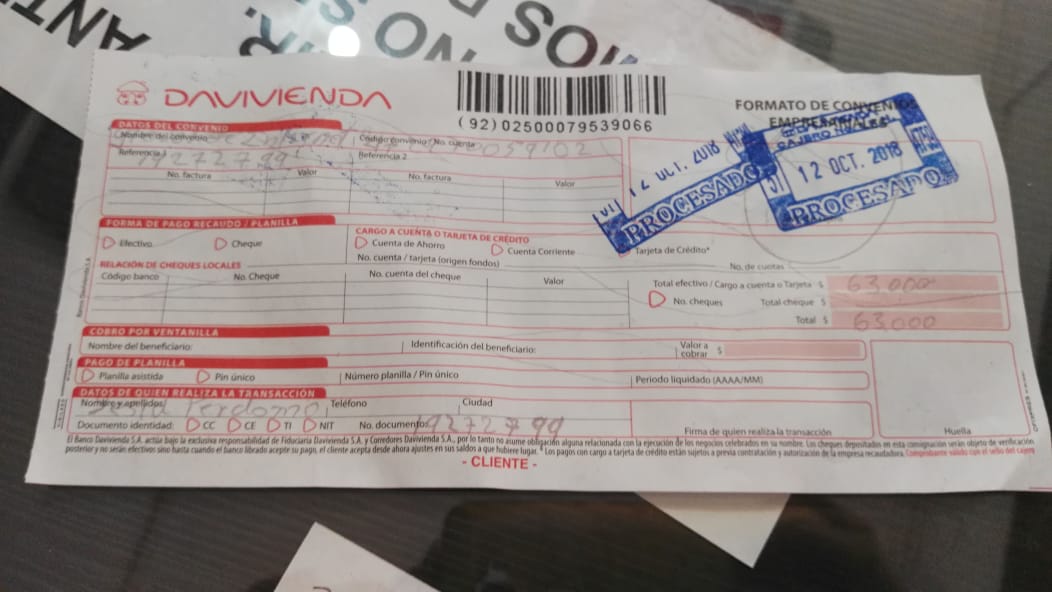 DAVIVIENDA
(92)02500079539066
FORMATO DE CONVENIOS
EMPRESARIALES
DATOS DEL CONVENIO
Nombre del convenio
Código convenio / No. cuenta
Referencia 1
Referencia 2
No. factura Valor No. factura Valor
12 OCT. 2018
PROCESADO
12 OCT. 2018
PROCESADO
FORMA DE PAGO RECAUDO / PLANILLA
Efectivo Cheque
CARGO A CUENTA O TARJETA DE CRÉDITO
Cuenta de Ahorro Cuenta Corriente Tarjeta de Crédito*
No. cuenta / tarjeta (origen fondos) No. de cuotas
RELACIÓN DE CHEQUES LOCALES
Código banco No. Cheque No. cuenta del cheque Valor
Total efectivo / Cargo a cuenta o Tarjeta $ 63,000
No. cheques Total cheque $
Total $ 63,000
COBRO POR VENTANILLA
Nombre del beneficiario: Identificación del beneficiario: Valor a cobrar $
PAGO DE PLANILLA
Planilla asistida Pin único Número planilla / Pin único Periodo liquidado (AAAA/MM)
DATOS DE QUIEN REALIZA LA TRANSACCIÓN
Nombre y apellidos Perdomo Teléfono Ciudad
Documento identidad: CC CE TI NIT No. documento: 19272799
Firma de quien realiza la transacción Huella
El Banco Davivienda S.A. actúa bajo la exclusiva responsabilidad de Fiduciaria Davivienda S.A. y Corredores Davivienda S.A., por lo tanto no asume obligación alguna relacionada con la ejecución de los negocios celebrados en su nombre. Los cheques depositados en esta consignación serán objeto de verificación
posterior y no serán efectivos sino hasta cuando el banco librado acepte su pago, el cliente acepta desde ahora ajustes en sus saldos a que hubiere lugar. * Los pagos con cargo a tarjeta de crédito están sujetos a previa contratación y autorización de la empresa recaudadora. Comprobante válido con el sello del cajero
- CLIENTE -